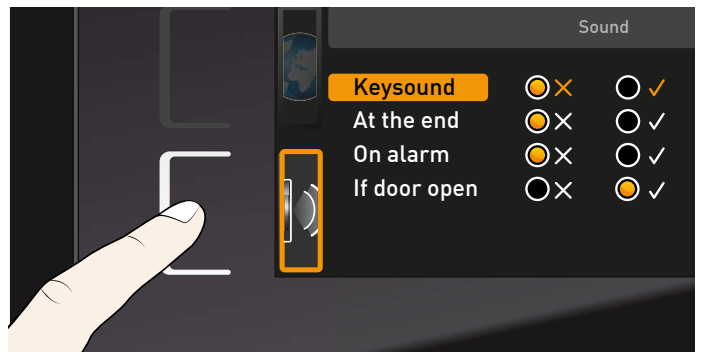 Sound
Keysound
At the end
On alarm
If door open